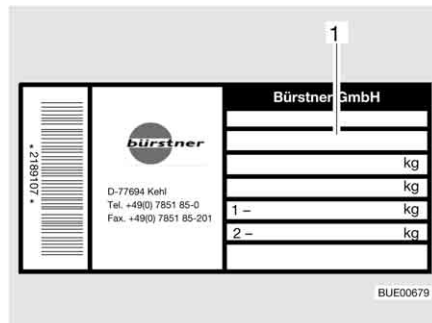 1
Bürstner GmbH
*2189107*
bürstner
D-77694 Kehl
Tel. +49(0) 7851 85-0
Fax. +49(0) 7851 85-201
kg
kg
1 – kg
2 – kg
BUE00679